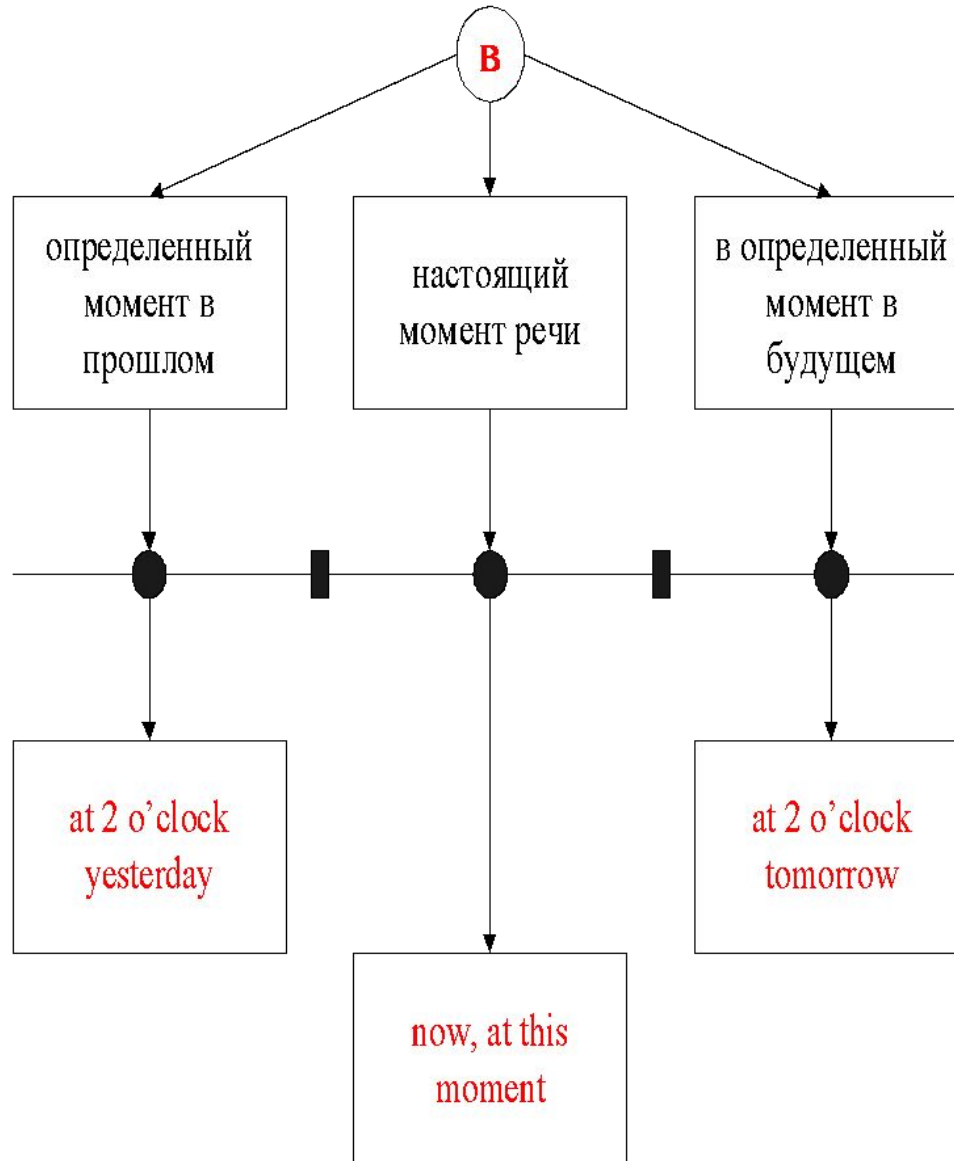 В
определенный
момент в
прошлом
настоящий
момент речи
в определенный
момент в
будущем
at 2 o’clock
yesterday
at 2 o’clock
tomorrow
now, at this
moment